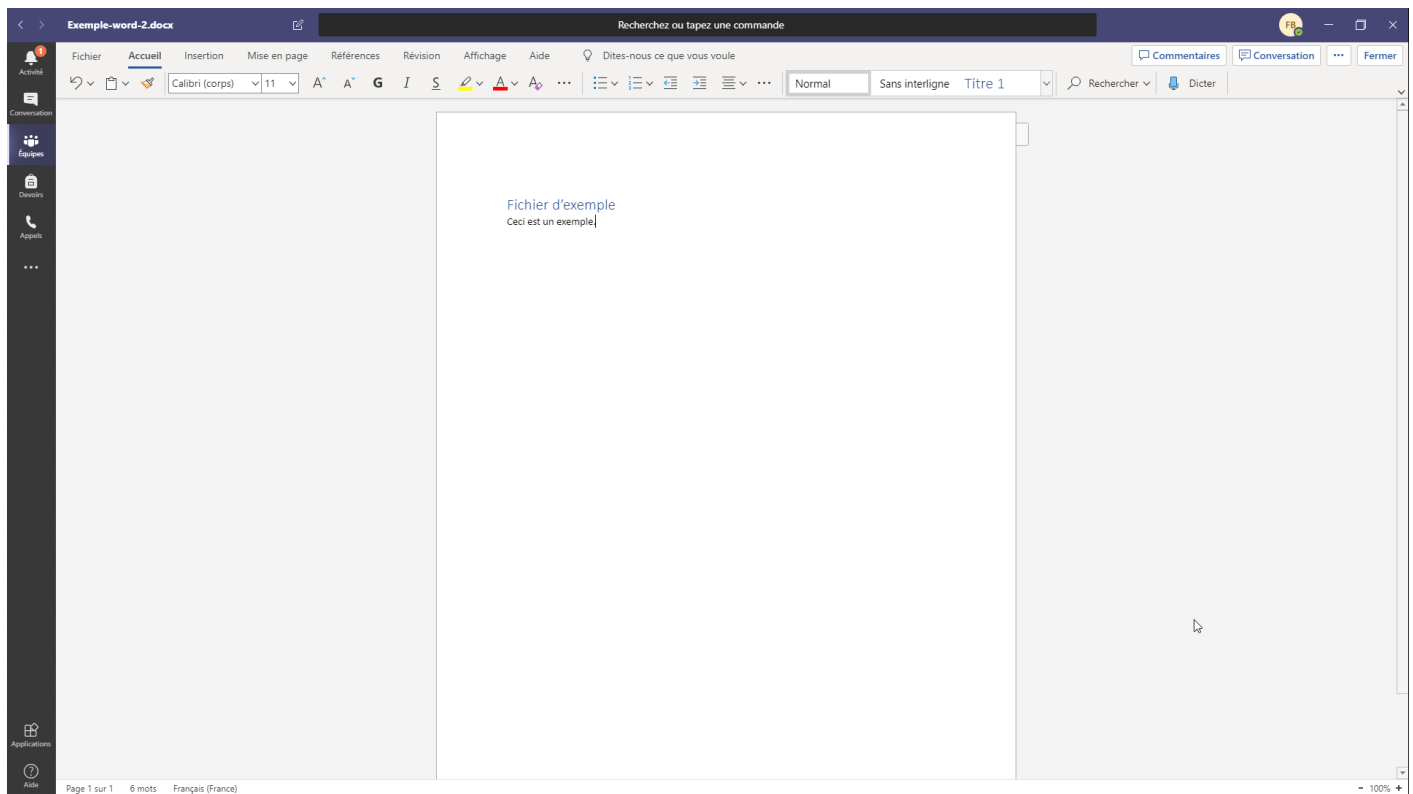 Exemple-word-2.docx
Recherchez ou tapez une commande
FB
1
Activité
Conversation
Équipes
Devoirs
Appels
Applications
Aide
Fichier Accueil Insertion Mise en page Références Révision Affichage Aide Dites-nous ce que vous voule
Commentaires Conversation Fermer
Calibri (corps) 11 A A G I S A A Normal Sans interligne Titre 1 Rechercher Dicter
Fichier d’exemple
Ceci est un exemple.
Page 1 sur 1 6 mots Français (France) - 100% +